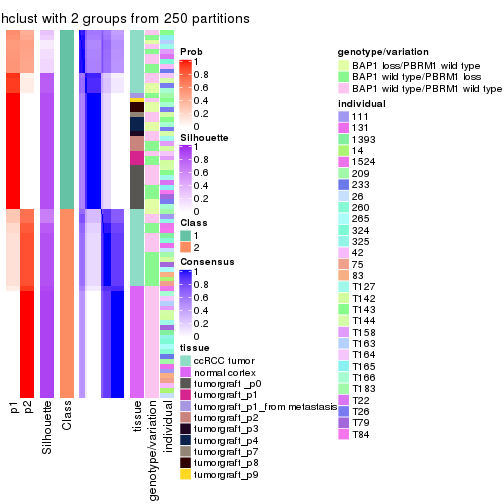 hclust with 2 groups from 250 partitions
Prob
1
0.8
0.6
0.4
0.2
0
Silhouette
1
0.8
0.6
0.4
0.2
0
Class
1
2
Consensus
1
0.8
0.6
0.4
0.2
0
tissue
ccRCC tumor
normal cortex
tumorgraft_p0
tumorgraft_p1
tumorgraft_p1_from metastasis
tumorgraft_p2
tumorgraft_p3
tumorgraft_p4
tumorgraft_p7
tumorgraft_p8
tumorgraft_p9
genotype/variation
BAP1 loss/PBRM1 wild type
BAP1 wild type/PBRM1 loss
BAP1 wild type/PBRM1 wild type
individual
111
131
1393
14
1524
209
233
26
260
265
324
325
42
75
83
T127
T142
T143
T144
T158
T163
T164
T165
T166
T183
T22
T26
T79
T84
p1
p2
Silhouette
Class
tissue
genotype/variation
individual